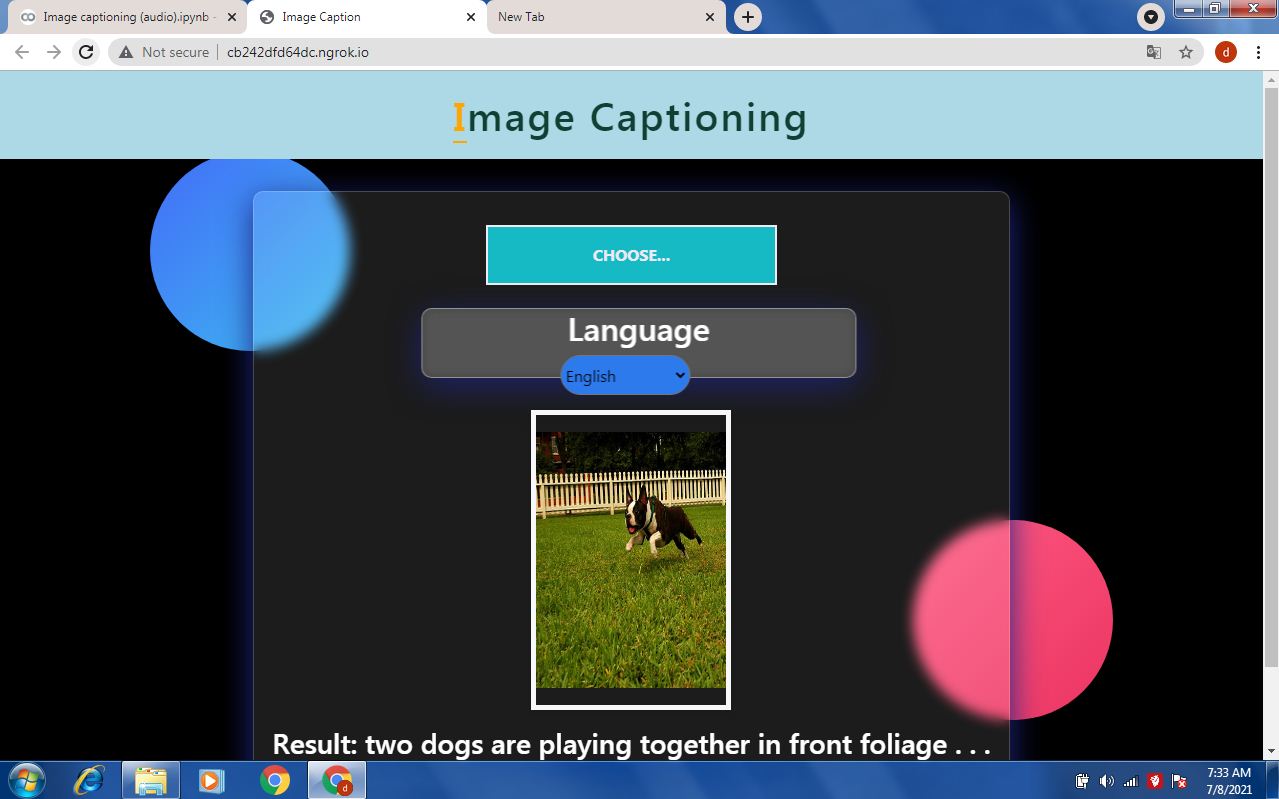 Image captioning (audio).ipynb -
Image Caption
New Tab
Not secure
cb242dfd64dc.ngrok.io
d
Image Captioning
CHOOSE...
Language
English
Result: two dogs are playing together in front foliage . . .
d
7:33 AM
7/8/2021